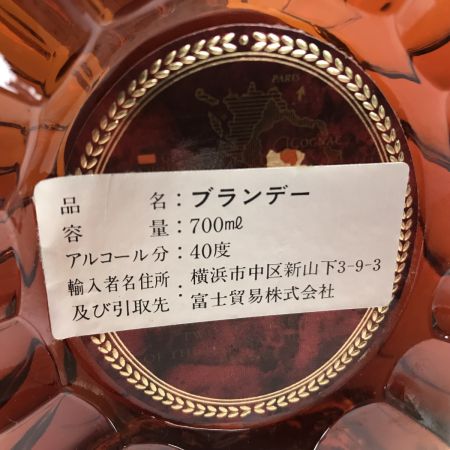 PARIS
COGNAC
品 名：ブランデー
容 量：700㎖
アルコール分：40度
輸入者名住所：横浜市中区新山下3-9-3
及び引取先：富士貿易株式会社